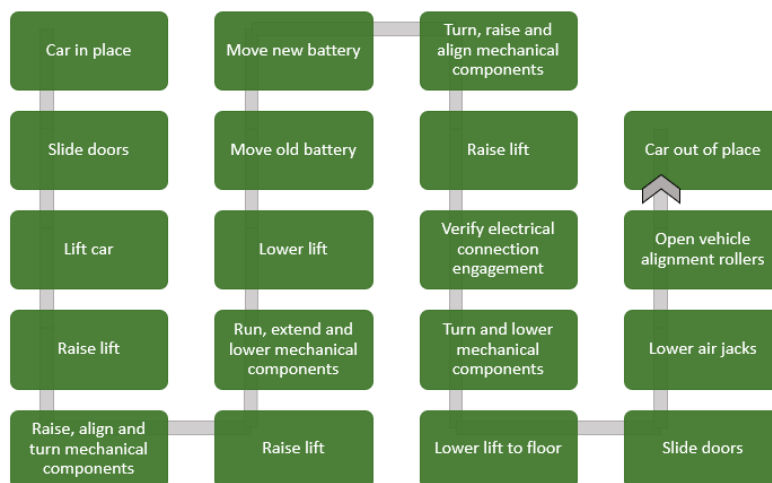 Car in place
Slide doors
Lift car
Raise lift
Raise, align and
turn mechanical
components
Raise lift
Run, extend and
lower mechanical
components
Lower lift
Move old battery
Move new battery
Turn, raise and
align mechanical
components
Raise lift
Verify electrical
connection
engagement
Turn and lower
mechanical
components
Lower lift to floor
Slide doors
Lower air jacks
Open vehicle
alignment rollers
Car out of place